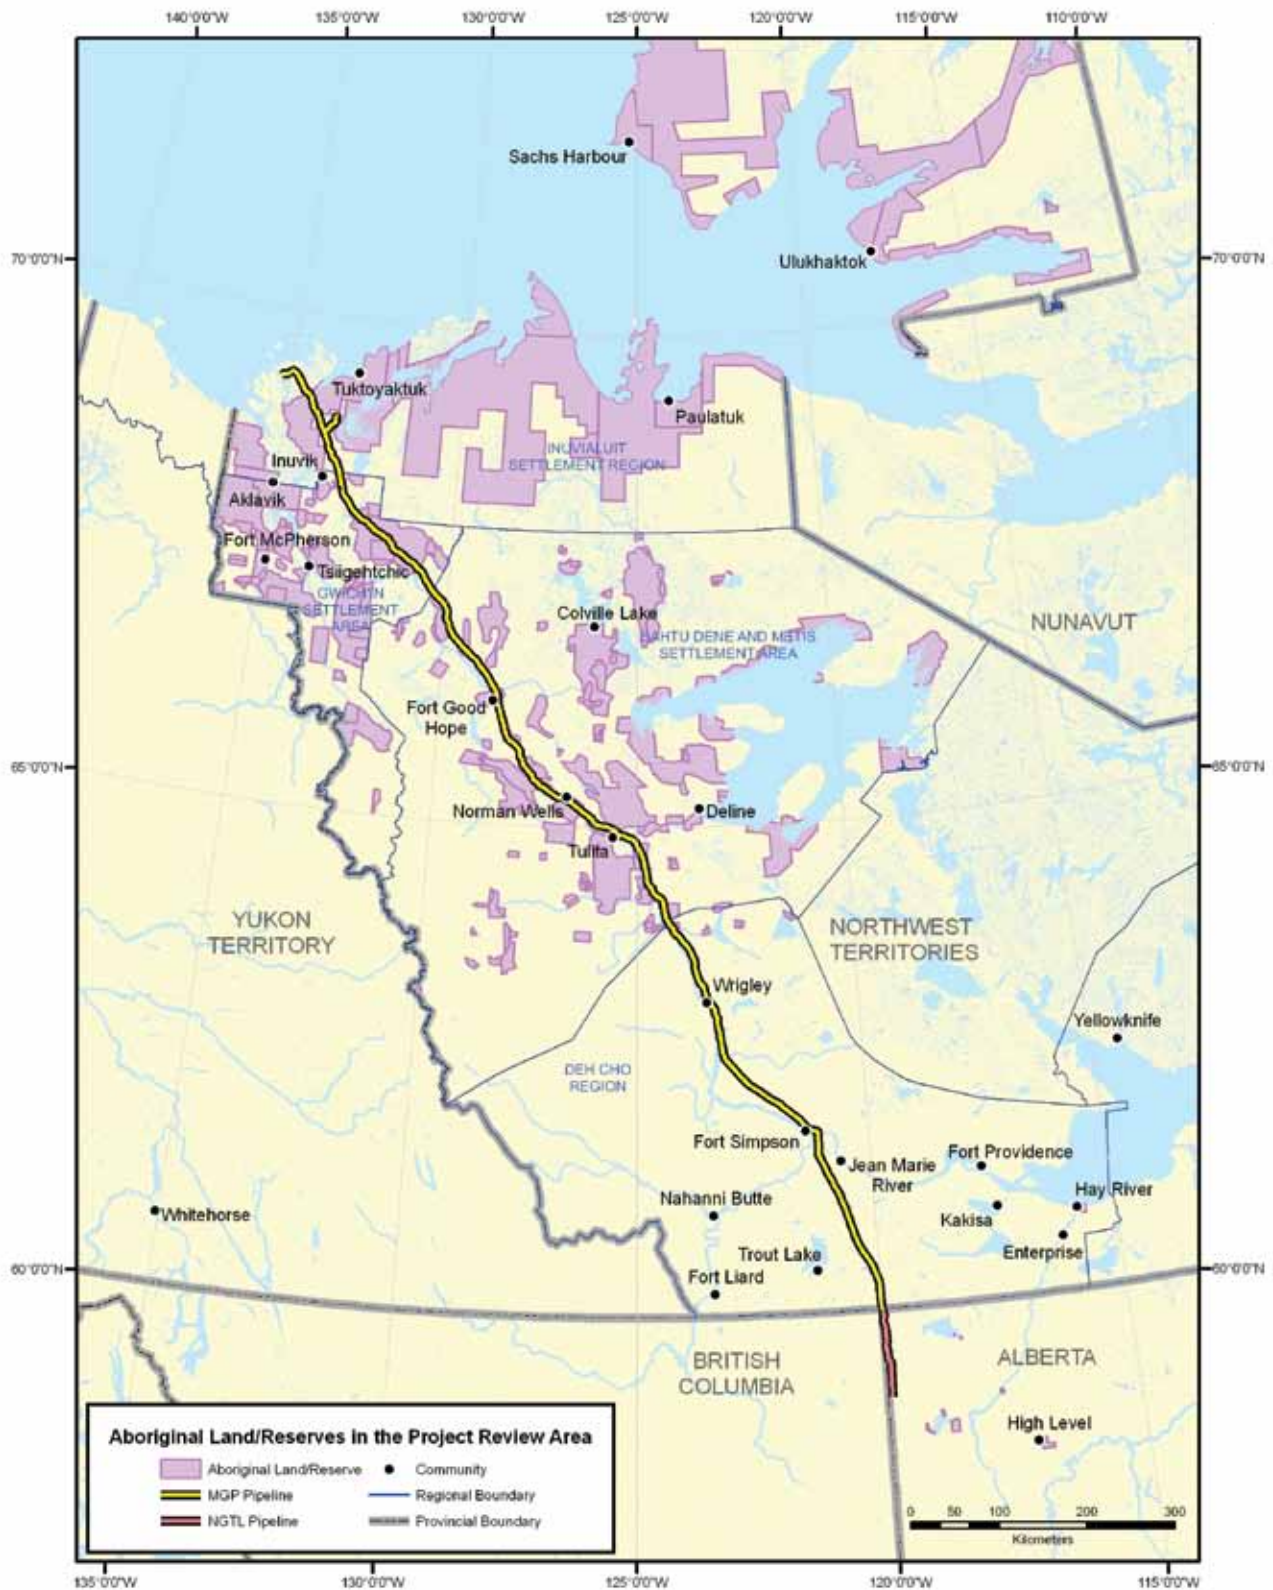 140°0'0"W 135°0'0"W 130°0'0"W 125°0'0"W 120°0'0"W 115°0'0"W 110°0'0"W
Sachs Harbour
70°0'0"N
Ulukhaktok
70°0'0"N
Tuktoyaktuk
Paulatuk
INUVIALUIT
SETTLEMENT REGION
Inuvik
Aklavik
Fort McPherson
Tsiigehtchic
GWICH'IN
SETTLEMENT
AREA
Colville Lake
NUNAVUT
SAHTU DENE AND METIS
SETTLEMENT AREA
Fort Good
Hope
65°0'0"N
65°0'0"N
Norman Wells
Deline
Tulita
YUKON
TERRITORY
NORTHWEST
TERRITORIES
Wrigley
Yellowknife
DEH CHO
REGION
Fort Simpson
Jean Marie
River
Fort Providence
Nahanni Butte
Hay River
Whitehorse
Kakisa
Enterprise
Trout Lake
60°0'0"N
Fort Liard
60°0'0"N
BRITISH
COLUMBIA
ALBERTA
High Level
Aboriginal Land/Reserves in the Project Review Area
Aboriginal Land/Reserve Community
MGP Pipeline Regional Boundary
NGTL Pipeline Provincial Boundary
0 50 100 200 300
Kilometers
135°0'0"W 130°0'0"W 125°0'0"W 120°0'0"W 115°0'0"W